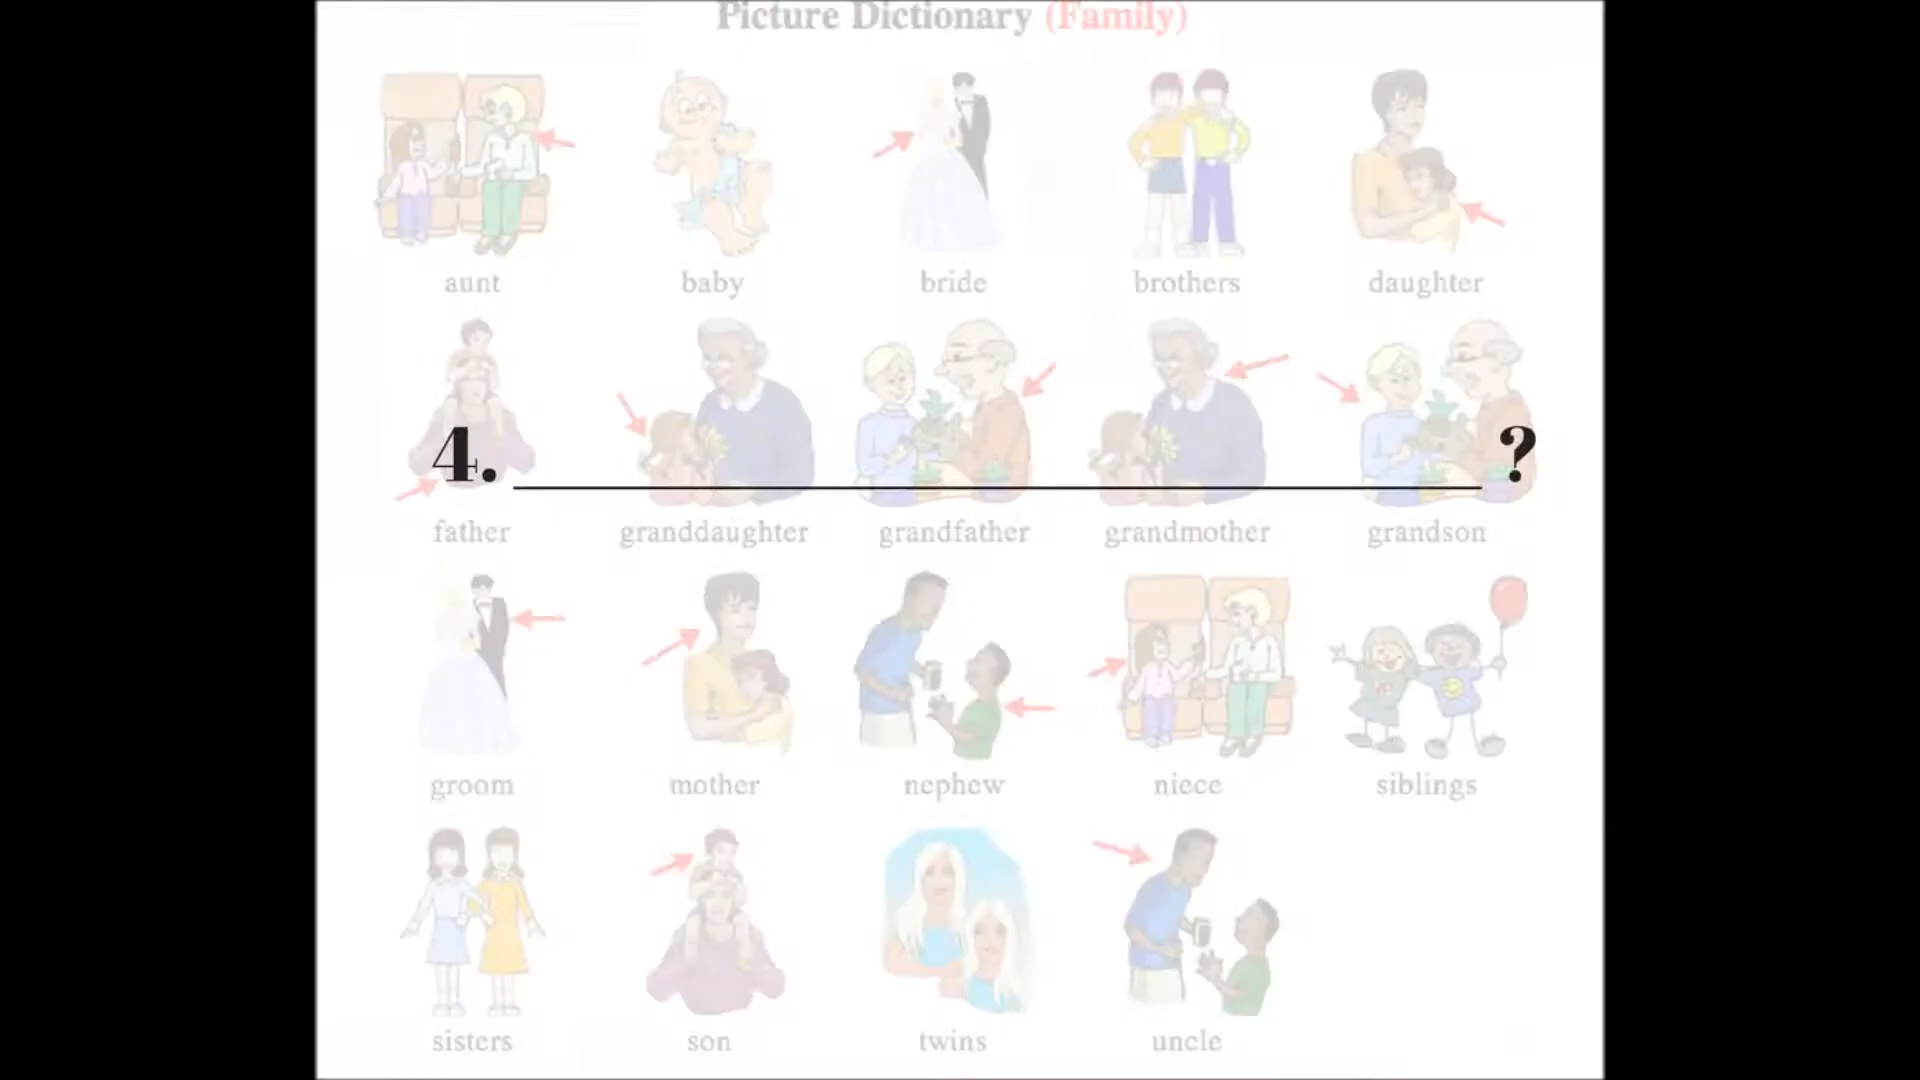 Picture Dictionary (Family)
aunt baby bride brothers daughter
4. ?
father granddaughter grandfather grandmother grandson
groom mother nephew niece siblings
sisters son twins uncle